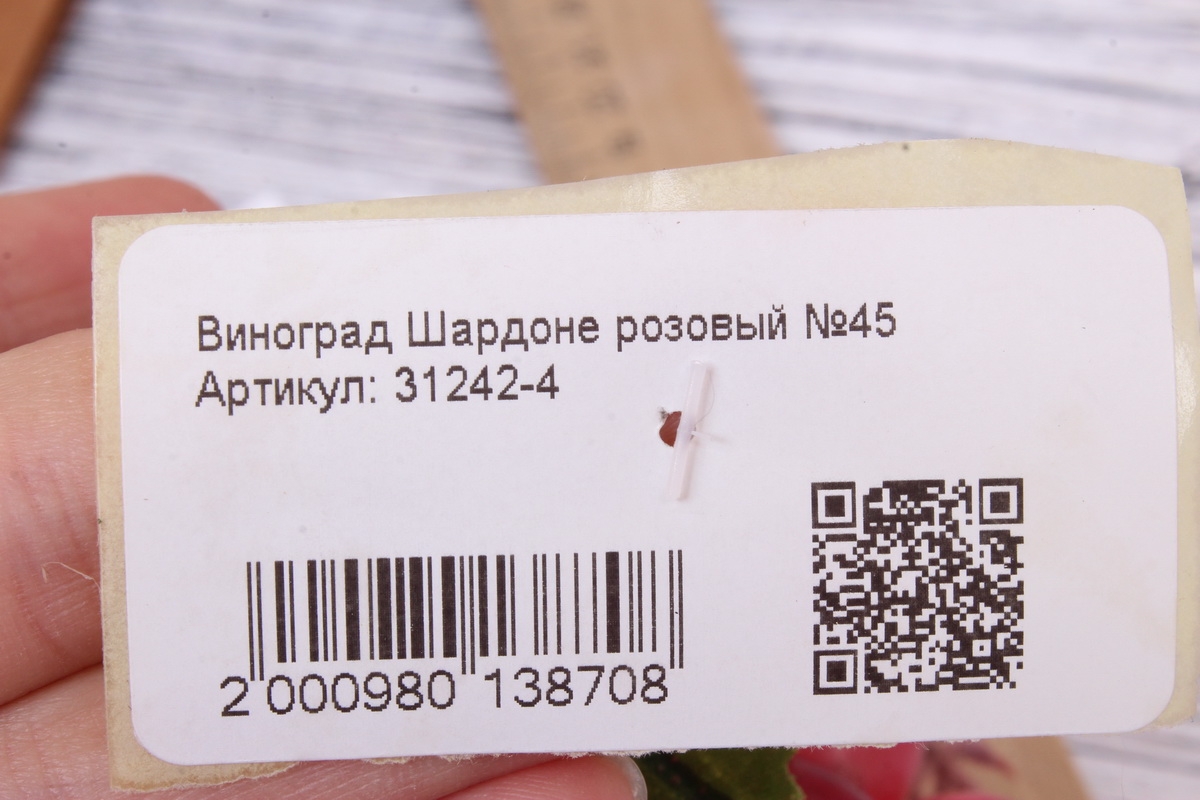 Виноград Шардоне розовый №45
Артикул: 31242-4
2 000980 138708